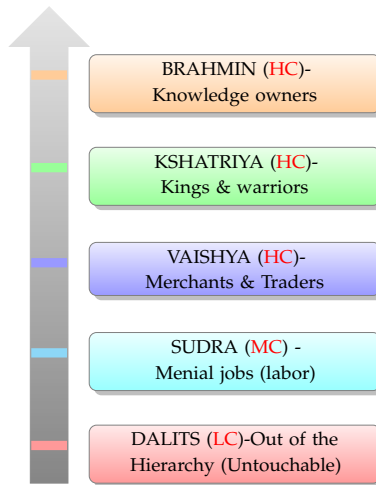 BRAHMIN (HC)-
Knowledge owners
KSHATRIYA (HC)-
Kings & warriors
VAISHYA (HC)-
Merchants & Traders
SUDRA (MC) -
Menial jobs (labor)
DALITS (LC)-Out of the
Hierarchy (Untouchable)